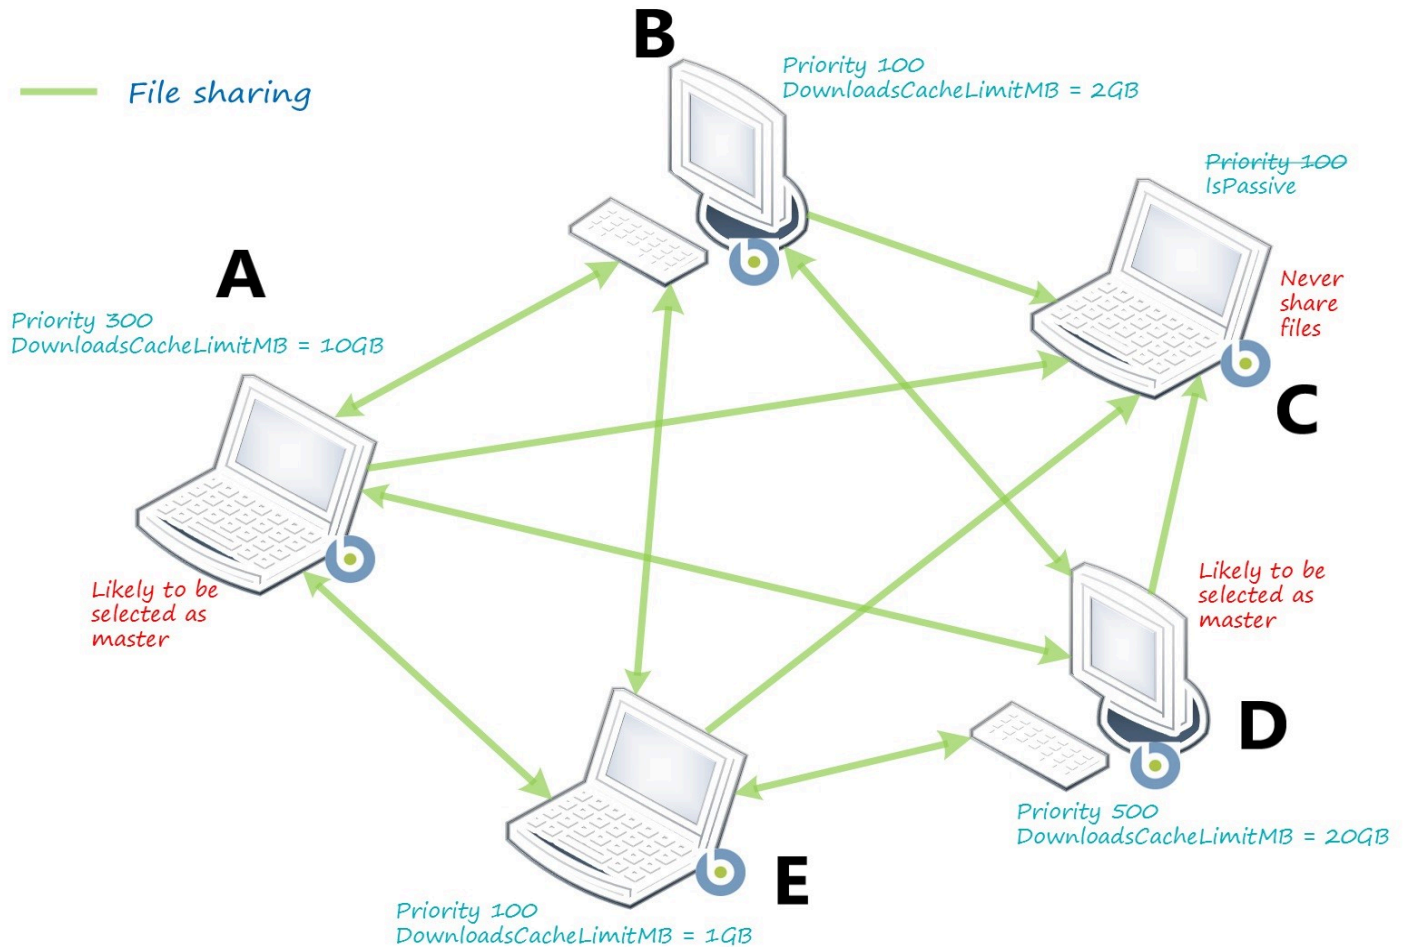 B
Priority 100
DownloadsCacheLimitMB = 2GB
File sharing
Priority 100
IsPassive
A
Never
share
files
Priority 300
DownloadsCacheLimitMB = 10GB
C
Likely to be
selected as
master
Likely to be
selected as
master
D
Priority 500
DownloadsCacheLimitMB = 20GB
E
Priority 100
DownloadsCacheLimitMB = 1GB